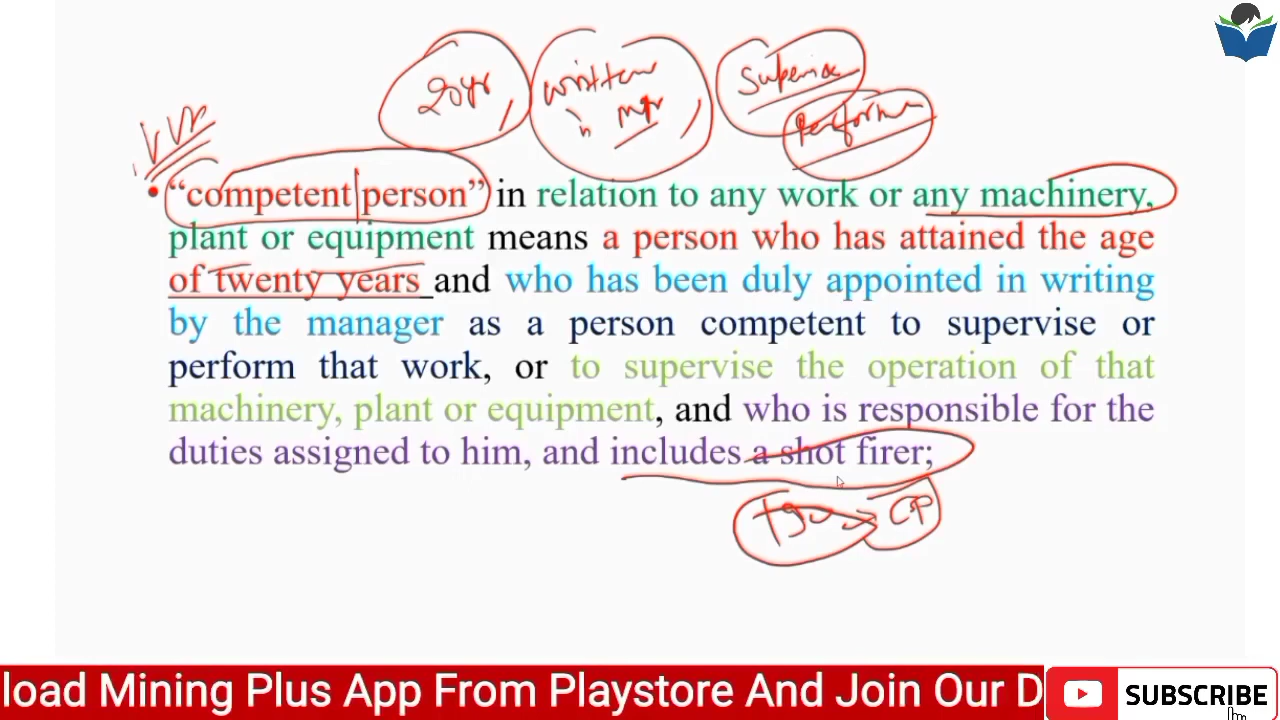 20yr,
written
in mgr,
Supervise
Perform
“competent person” in relation to any work or any machinery,
plant or equipment means a person who has attained the age
of twenty years and who has been duly appointed in writing
by the manager as a person competent to supervise or
perform that work, or to supervise the operation of that
machinery, plant or equipment, and who is responsible for the
duties assigned to him, and includes a shot firer;
CP
load Mining Plus App From Playstore And Join Our D
SUBSCRIBE